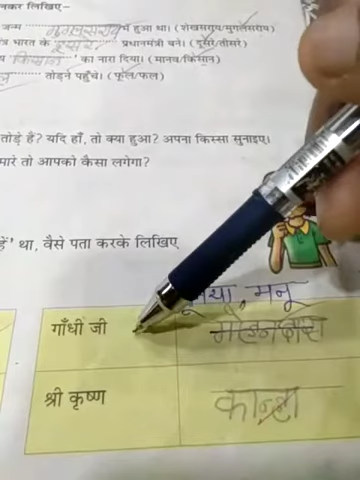 नकर लिखिए–
जन्म मुगलसराय में हुआ था। (शेखसराय/मुगलसराय)
त्र भारत के दूसरे प्रधानमंत्री बने। (दूसरे/तीसरे)
य किसान का नारा दिया। (मानव/किसान)
तोड़ने पहुँचे। (फूल/फल)
तोड़े हैं? यदि हाँ, तो क्या हुआ? अपना किस्सा सुनाइए।
मारे तो आपको कैसा लगेगा?
था, वैसे पता करके लिखिए
मनु
गाँधी जी
श्री कृष्ण कान्हा